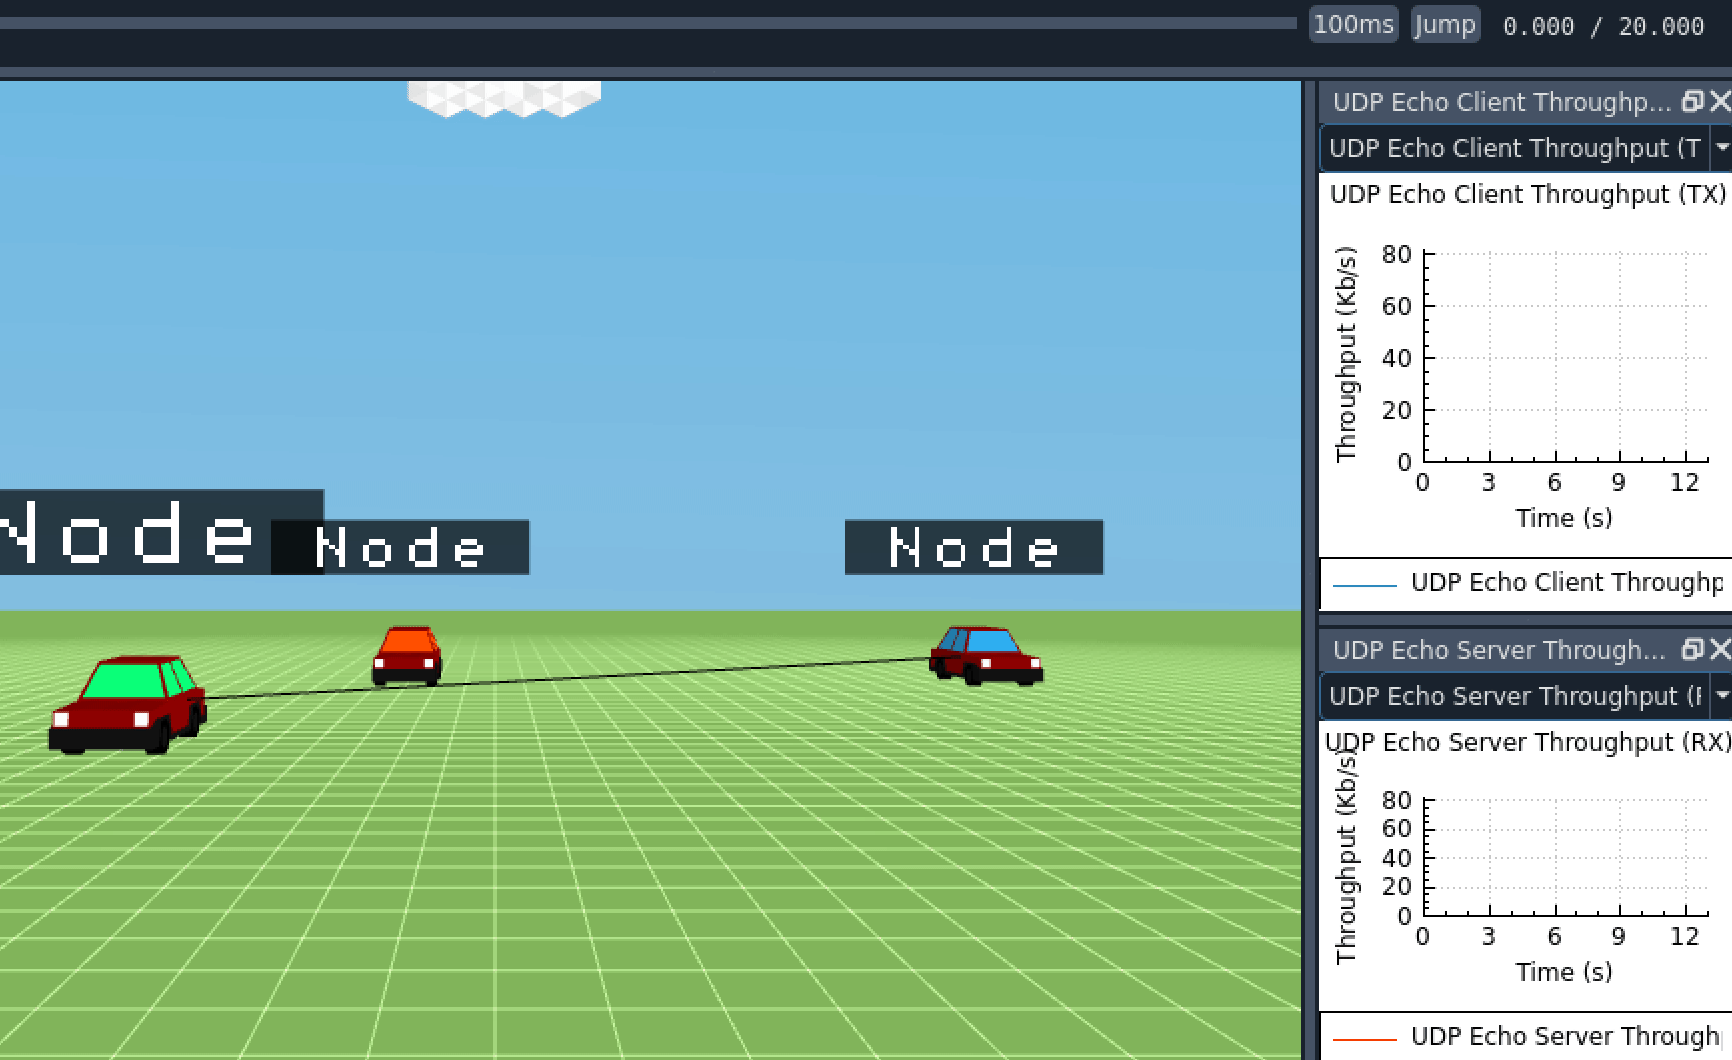 100ms Jump 0.000 / 20.000
UDP Echo Client Throughp...
UDP Echo Client Throughput (T
UDP Echo Client Throughput (TX)
Throughput (Kb/s)
80
60
40
20
0
0 3 6 9 12
Time (s)
UDP Echo Client Throughp
Node
Node
Node
UDP Echo Server Through...
UDP Echo Server Throughput (F
UDP Echo Server Throughput (RX)
Throughput (Kb/s)
80
60
40
20
0
0 3 6 9 12
Time (s)
UDP Echo Server Through